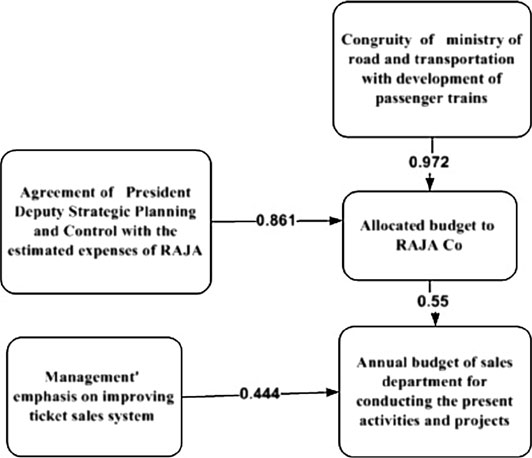 Congruity of ministry of
road and transportation
with development of
passenger trains
0.972
Agreement of President
Deputy Strategic Planning
and Control with the
estimated expenses of RAJA
0.861
Allocated budget to
RAJA Co
0.55
Management'
emphasis on improving
ticket sales system
0.444
Annual budget of sales
department for
conducting the present
activities and projects